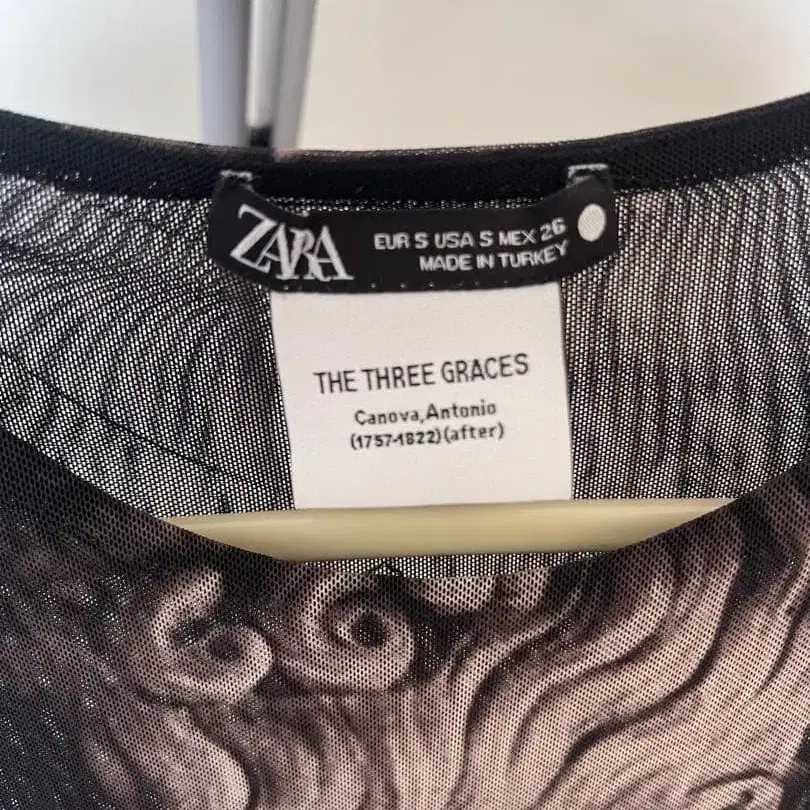 ZARA
EUR S USA S MEX 26
MADE IN TURKEY
THE THREE GRACES
Canova,Antonio
(1757-1822)(after)